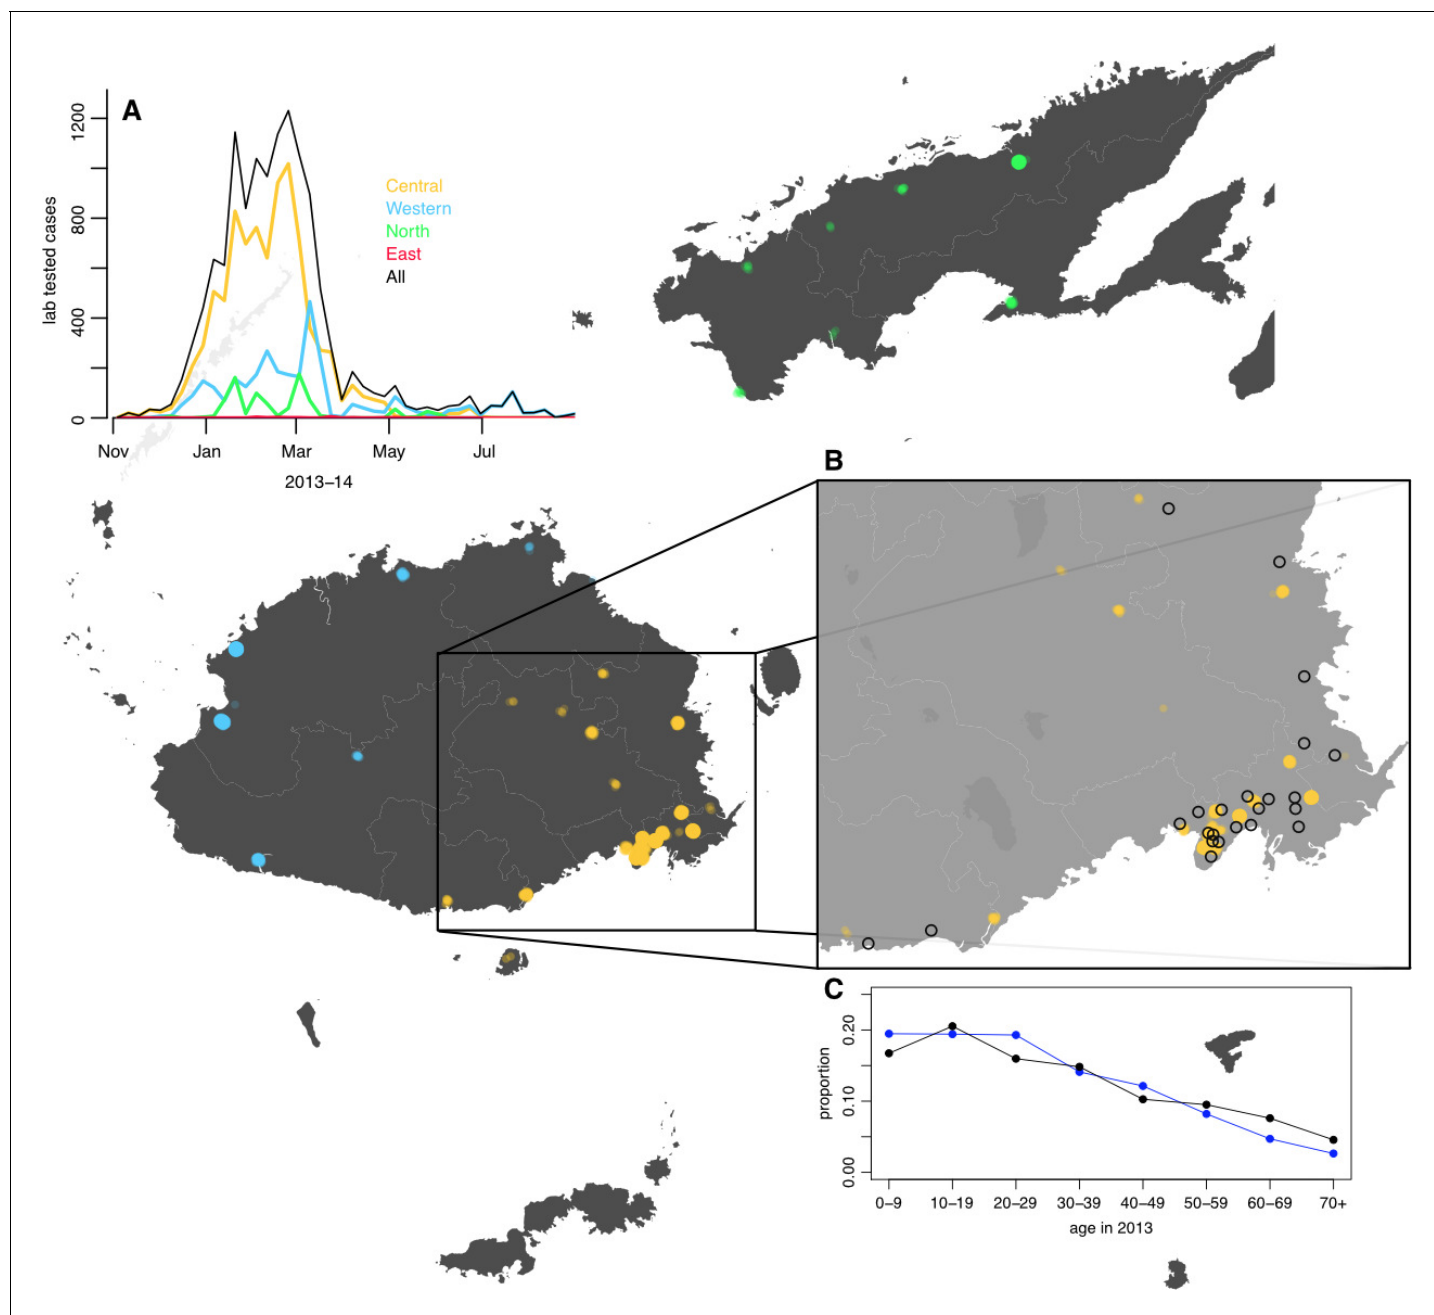 A
1200
800
400
0
lab tested cases
Central
Western
North
East
All
Nov
Jan
Mar
May
Jul
2013–14
B
C
0.20
0.10
0.00
proportion
0–9
10–19
20–29
30–39
40–49
50–59
60–69
70+
age in 2013